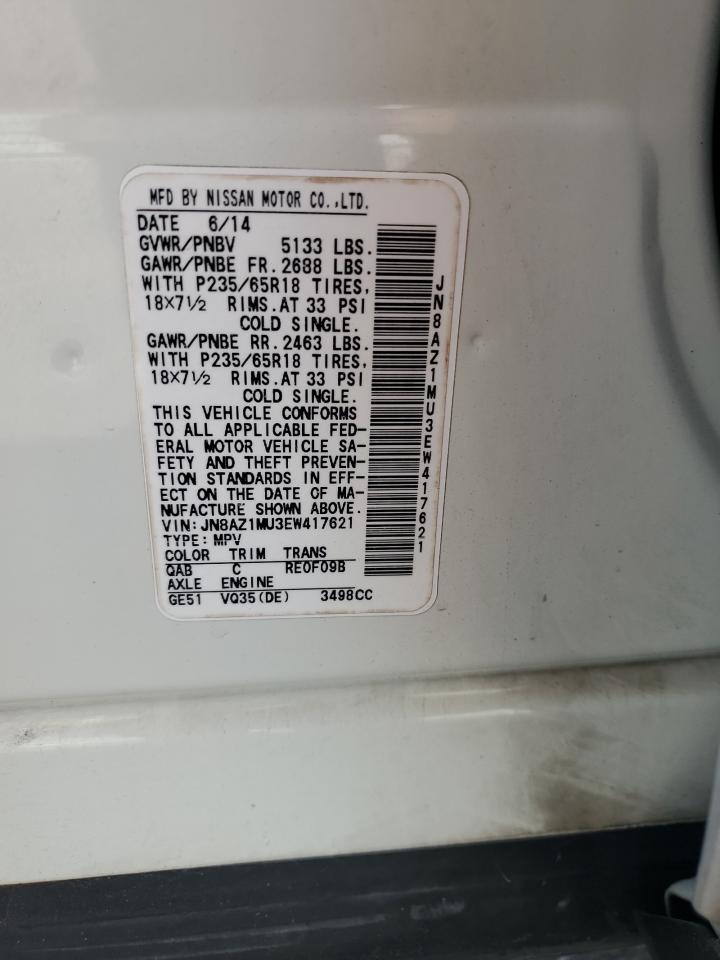 MFD BY NISSAN MOTOR CO.,LTD.
DATE 6/14
GVWR/PNBV 5133 LBS.
GAWR/PNBE FR. 2688 LBS.
WITH P235/65R18 TIRES,
18×7½ RIMS.AT 33 PSI
COLD SINGLE.
GAWR/PNBE RR. 2463 LBS.
WITH P235/65R18 TIRES,
18×7½ RIMS.AT 33 PSI
COLD SINGLE.
THIS VEHICLE CONFORMS
TO ALL APPLICABLE FED-
ERAL MOTOR VEHICLE SA-
FETY AND THEFT PREVEN-
TION STANDARDS IN EFF-
ECT ON THE DATE OF MA-
NUFACTURE SHOWN ABOVE.
VIN: JN8AZ1MU3EW417621
TYPE: MPV
COLOR TRIM TRANS
QAB C RE0F09B
AXLE ENGINE
GE51 VQ35(DE) 3498CC
JN8AZ1MU3EW417621